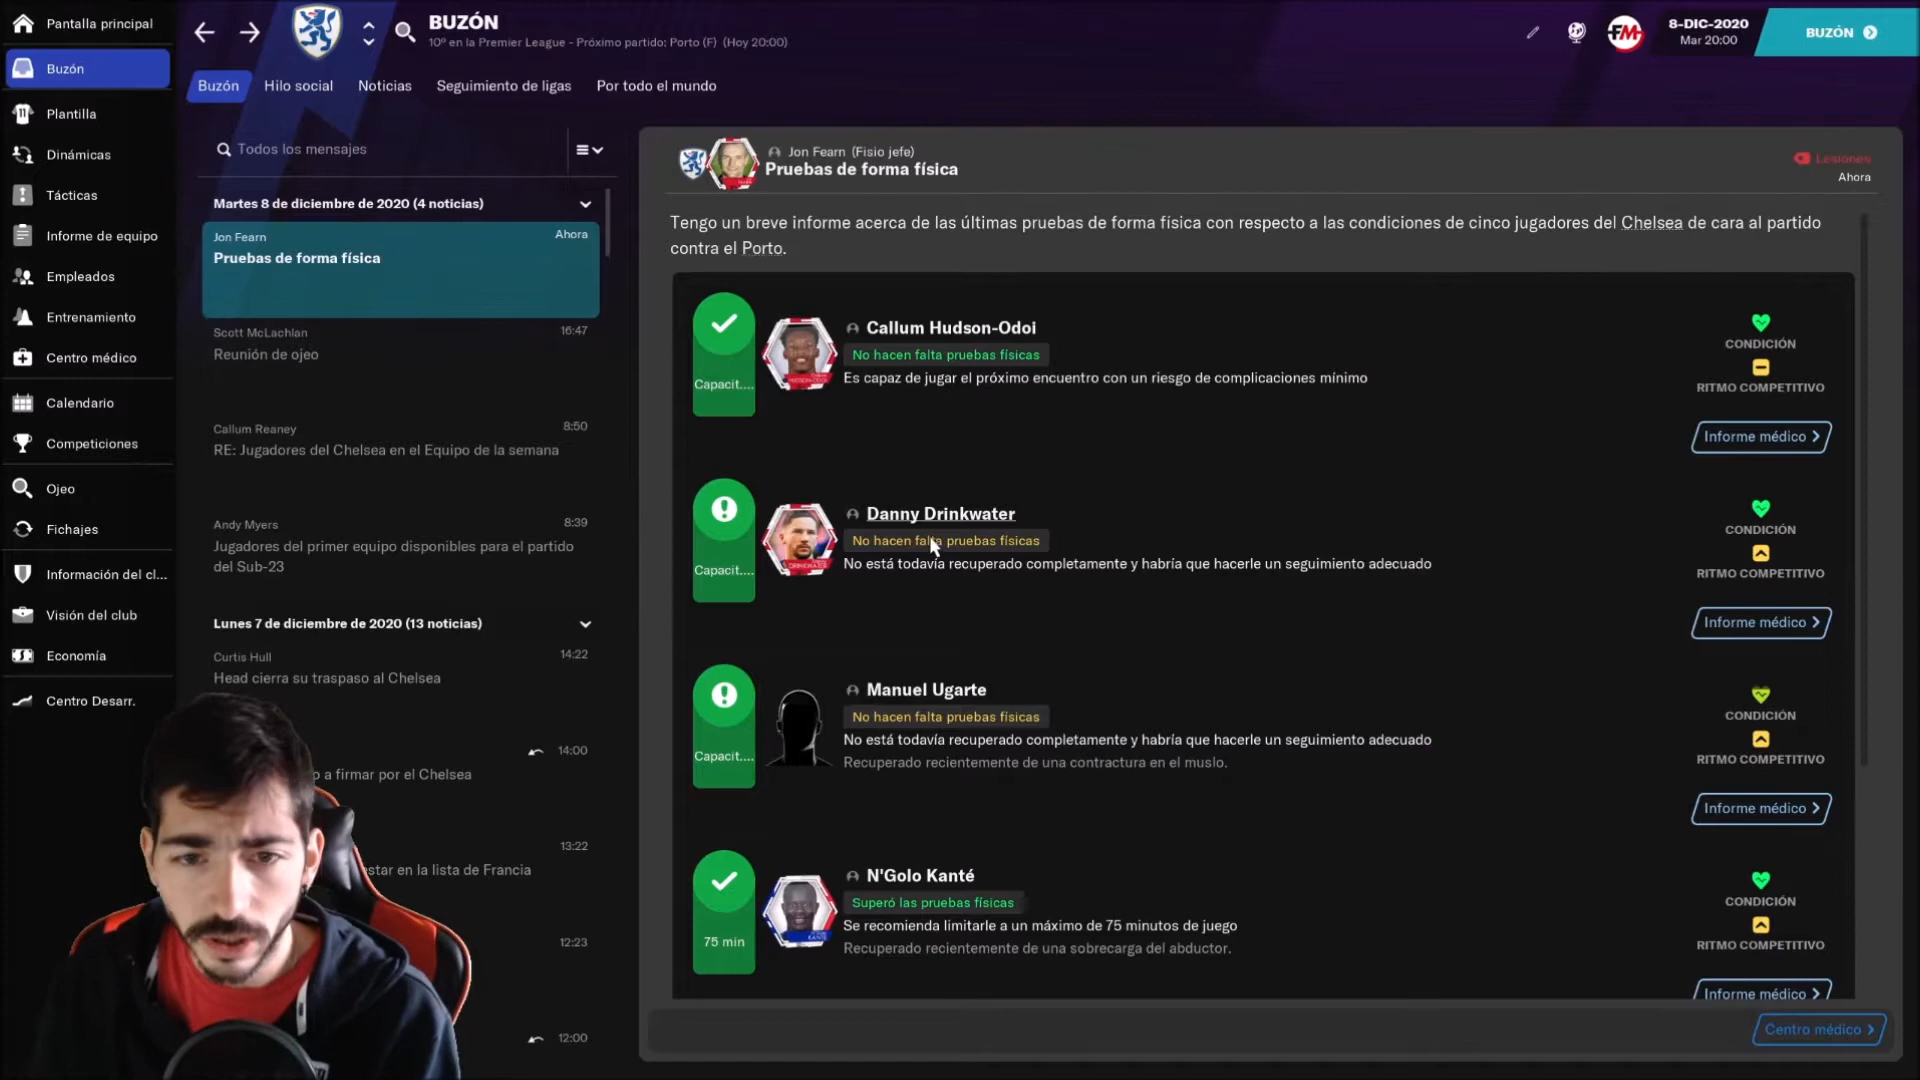 Pantalla principal
Buzón
Plantilla
Dinámicas
Tácticas
Informe de equipo
Empleados
Entrenamiento
Centro médico
Calendario
Competiciones
Ojeo
Fichajes
Información del cl...
Visión del club
Economía
Centro Desarr.
BUZÓN
10º en la Premier League - Próximo partido: Porto (F) (Hoy 20:00)
FM
8-DIC-2020
Mar 20:00
BUZÓN
Buzón
Hilo social
Noticias
Seguimiento de ligas
Por todo el mundo
Todos los mensajes
Martes 8 de diciembre de 2020 (4 noticias)
Jon Fearn
Ahora
Pruebas de forma física
Scott McLachlan
16:47
Reunión de ojeo
Callum Reaney
8:50
RE: Jugadores del Chelsea en el Equipo de la semana
Andy Myers
8:39
Jugadores del primer equipo disponibles para el partido
del Sub-23
Lunes 7 de diciembre de 2020 (13 noticias)
Curtis Hull
14:22
Head cierra su traspaso al Chelsea
14:00
o a firmar por el Chelsea
13:22
estar en la lista de Francia
12:23
12:00
Jon Fearn (Fisio jefe)
Pruebas de forma física
Lesiones
Ahora
Tengo un breve informe acerca de las últimas pruebas de forma física con respecto a las condiciones de cinco jugadores del Chelsea de cara al partido
contra el Porto.
Capacit....
Callum Hudson-Odoi
No hacen falta pruebas físicas
Es capaz de jugar el próximo encuentro con un riesgo de complicaciones mínimo
CONDICIÓN
RITMO COMPETITIVO
Informe médico
Capacit....
Danny Drinkwater
No hacen falta pruebas físicas
No está todavía recuperado completamente y habría que hacerle un seguimiento adecuado
CONDICIÓN
RITMO COMPETITIVO
Informe médico
Capacit....
Manuel Ugarte
No hacen falta pruebas físicas
No está todavía recuperado completamente y habría que hacerle un seguimiento adecuado
Recuperado recientemente de una contractura en el muslo.
CONDICIÓN
RITMO COMPETITIVO
Informe médico
75 min
N'Golo Kanté
Superó las pruebas físicas
Se recomienda limitarle a un máximo de 75 minutos de juego
Recuperado recientemente de una sobrecarga del abductor.
CONDICIÓN
RITMO COMPETITIVO
Informe médico
Centro médico